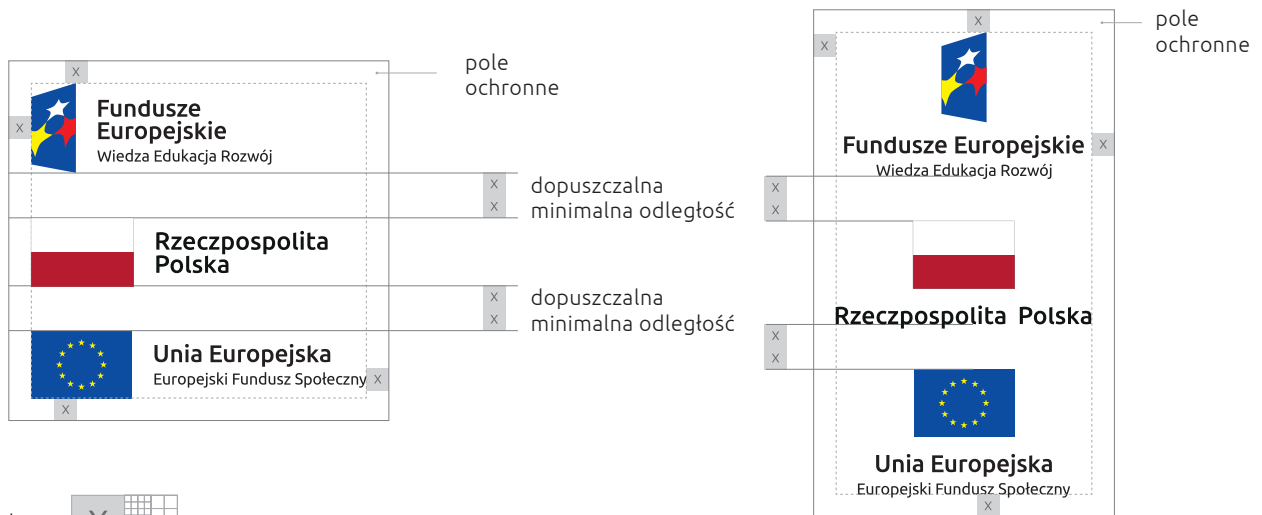 x
pole
ochronne
x
Fundusze
Europejskie
Wiedza Edukacja Rozwój
x
x
dopuszczalna
minimalna odległość
Rzeczpospolita
Polska
x
x
dopuszczalna
minimalna odległość
Unia Europejska
Europejski Fundusz Społeczny
x
x
x
x
pole
ochronne
x
Fundusze Europejskie
x
Wiedza Edukacja Rozwój
x
x
Rzeczpospolita Polska
x
x
Unia Europejska
Europejski Fundusz Społeczny
x